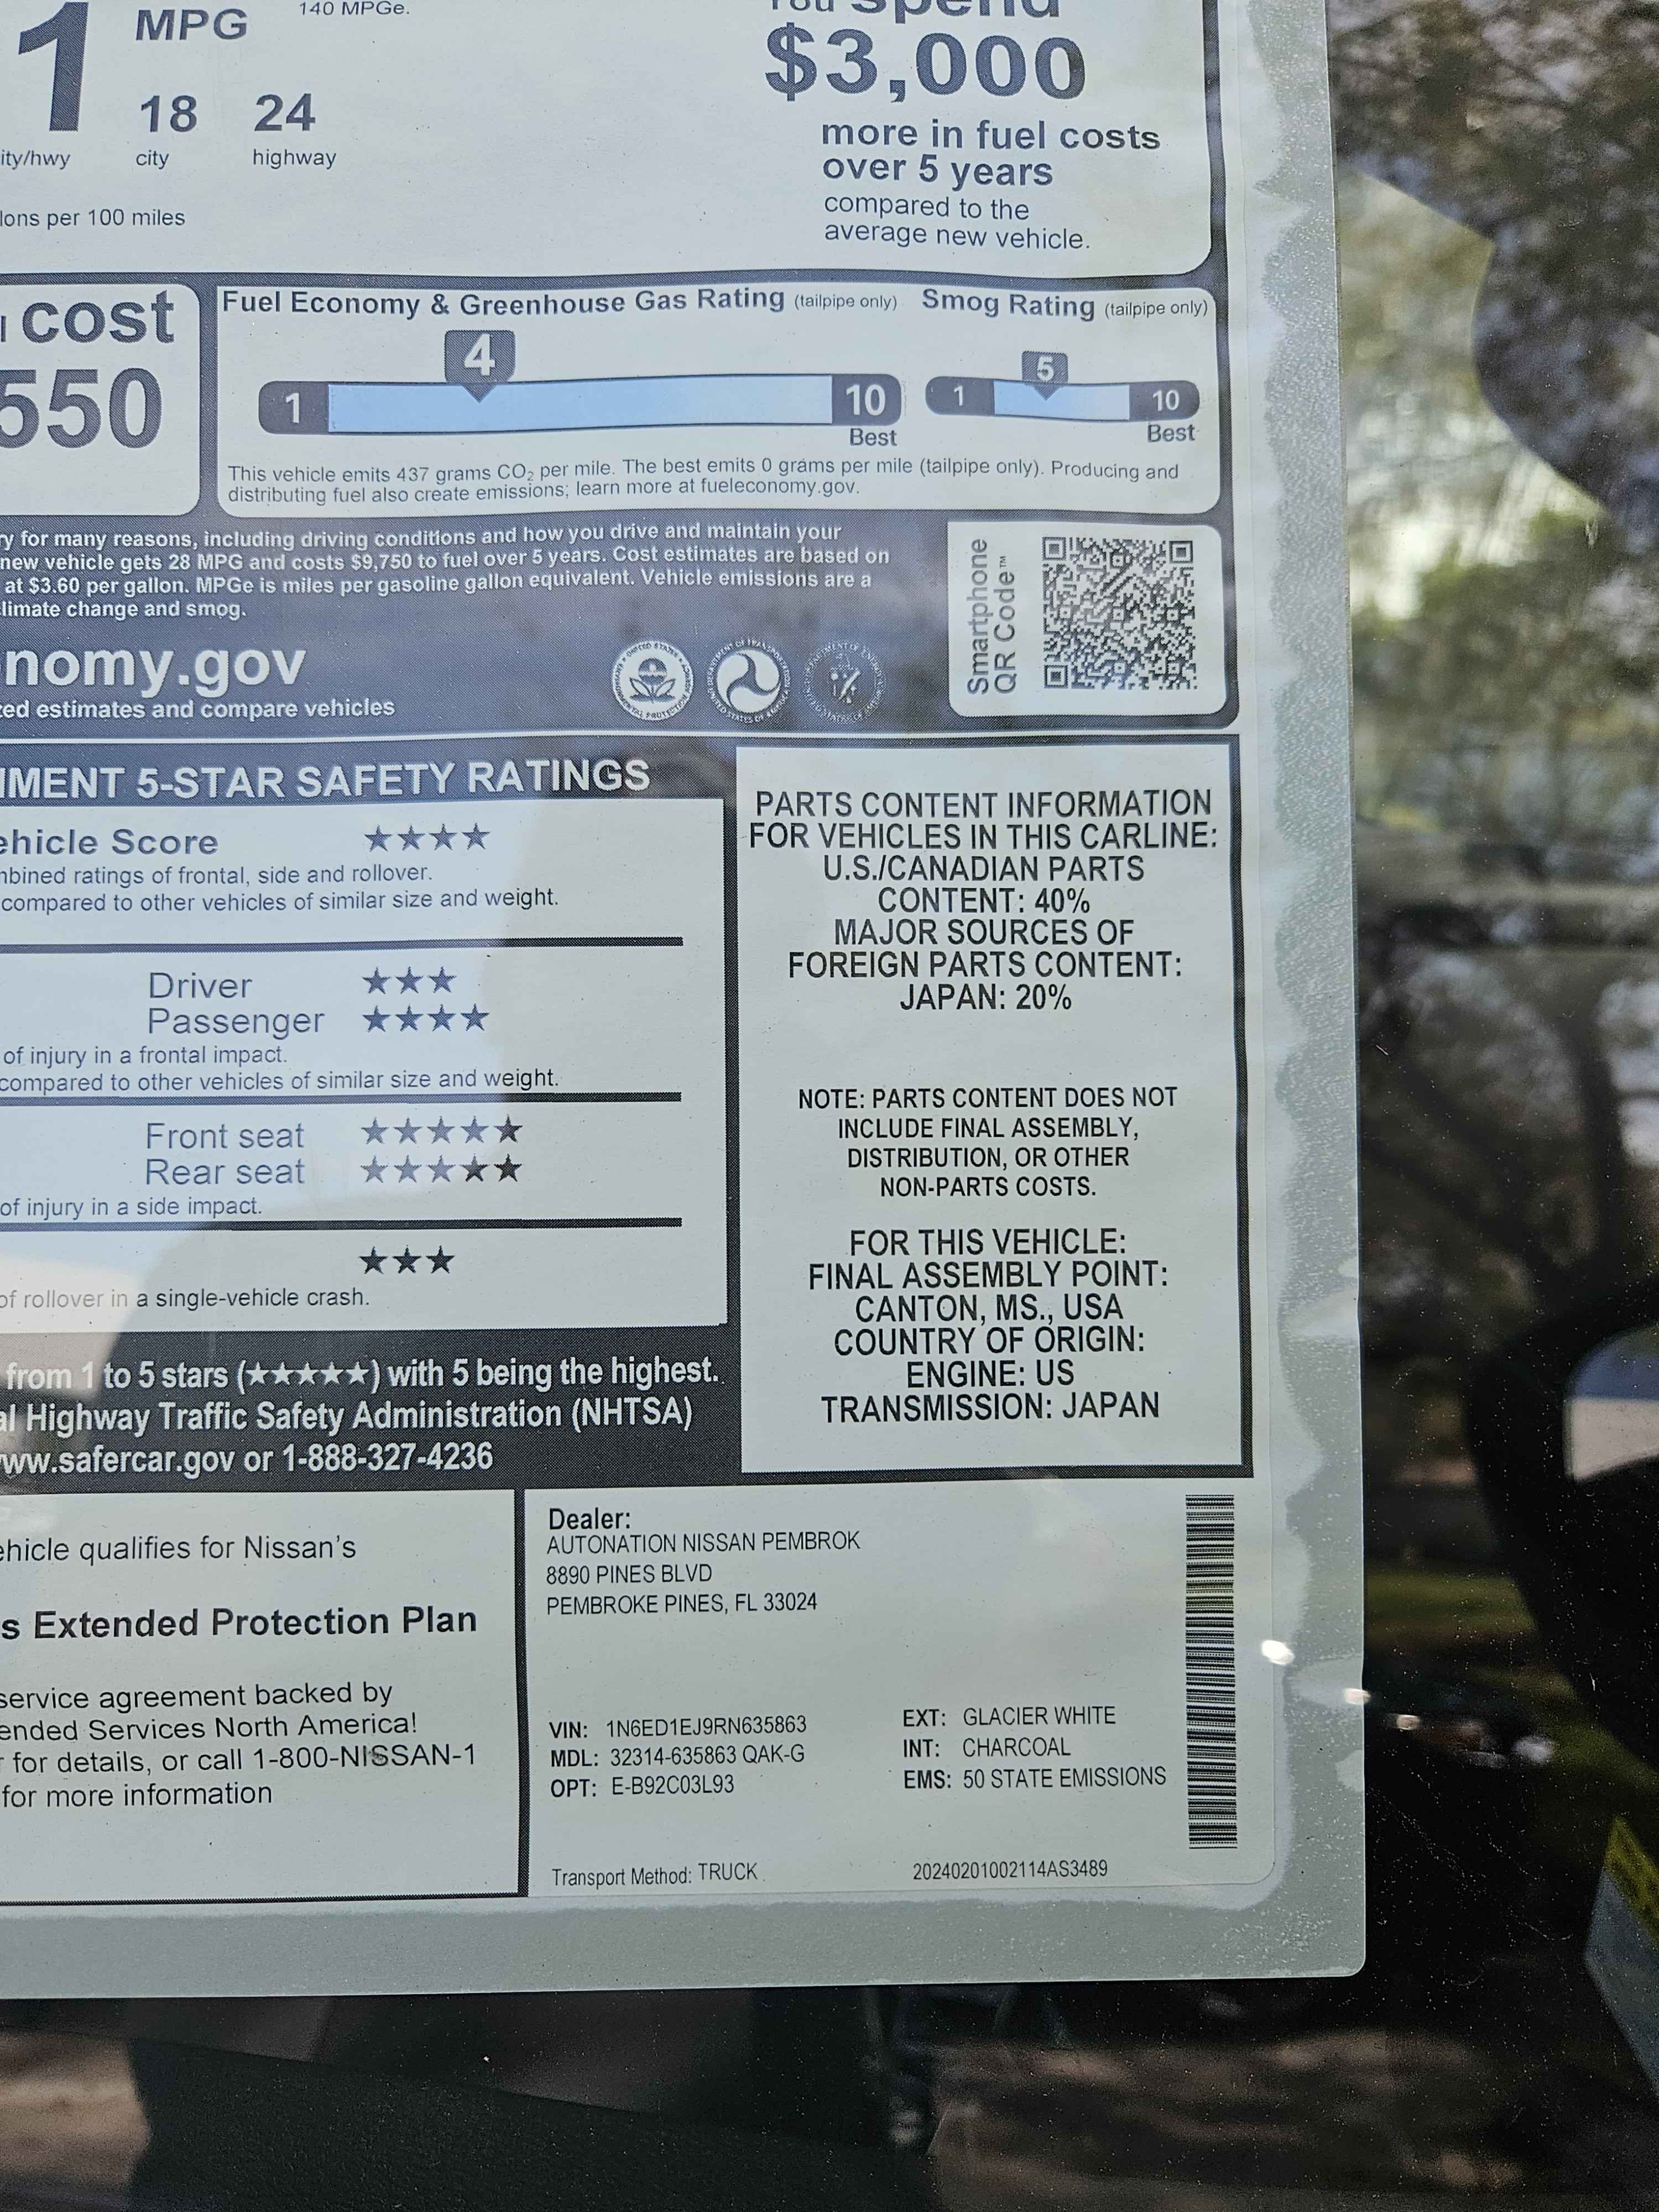 140 MPGe.
MPG
1
18 24
ity/hwy city highway
lons per 100 miles
You spend
$3,000
more in fuel costs
over 5 years
compared to the
average new vehicle.
cost
550
Fuel Economy & Greenhouse Gas Rating (tailpipe only)
4
1 10
Best
Smog Rating (tailpipe only)
5
1 10
Best
This vehicle emits 437 grams CO₂ per mile. The best emits 0 grams per mile (tailpipe only). Producing and
distributing fuel also create emissions; learn more at fueleconomy.gov.
ry for many reasons, including driving conditions and how you drive and maintain your
new vehicle gets 28 MPG and costs $9,750 to fuel over 5 years. Cost estimates are based on
at $3.60 per gallon. MPGe is miles per gasoline gallon equivalent. Vehicle emissions are a
limate change and smog.
nomy.gov
zed estimates and compare vehicles
Smartphone
QR Code™
NMENT 5-STAR SAFETY RATINGS
ehicle Score ★★★★
mbined ratings of frontal, side and rollover.
compared to other vehicles of similar size and weight.
Driver ★★★
Passenger ★★★★
of injury in a frontal impact.
compared to other vehicles of similar size and weight.
Front seat ★★★★★
Rear seat ★★★★★
of injury in a side impact.
★★★
of rollover in a single-vehicle crash.
from 1 to 5 stars (★★★★★) with 5 being the highest.
al Highway Traffic Safety Administration (NHTSA)
ww.safercar.gov or 1-888-327-4236
PARTS CONTENT INFORMATION
FOR VEHICLES IN THIS CARLINE:
U.S./CANADIAN PARTS
CONTENT: 40%
MAJOR SOURCES OF
FOREIGN PARTS CONTENT:
JAPAN: 20%
NOTE: PARTS CONTENT DOES NOT
INCLUDE FINAL ASSEMBLY,
DISTRIBUTION, OR OTHER
NON-PARTS COSTS.
FOR THIS VEHICLE:
FINAL ASSEMBLY POINT:
CANTON, MS., USA
COUNTRY OF ORIGIN:
ENGINE: US
TRANSMISSION: JAPAN
ehicle qualifies for Nissan's
s Extended Protection Plan
service agreement backed by
ended Services North America!
r for details, or call 1-800-NISSAN-1
for more information
Dealer:
AUTONATION NISSAN PEMBROK
8890 PINES BLVD
PEMBROKE PINES, FL 33024
VIN: 1N6ED1EJ9RN635863
MDL: 32314-635863 QAK-G
OPT: E-B92C03L93
EXT: GLACIER WHITE
INT: CHARCOAL
EMS: 50 STATE EMISSIONS
Transport Method: TRUCK
20240201002114AS3489